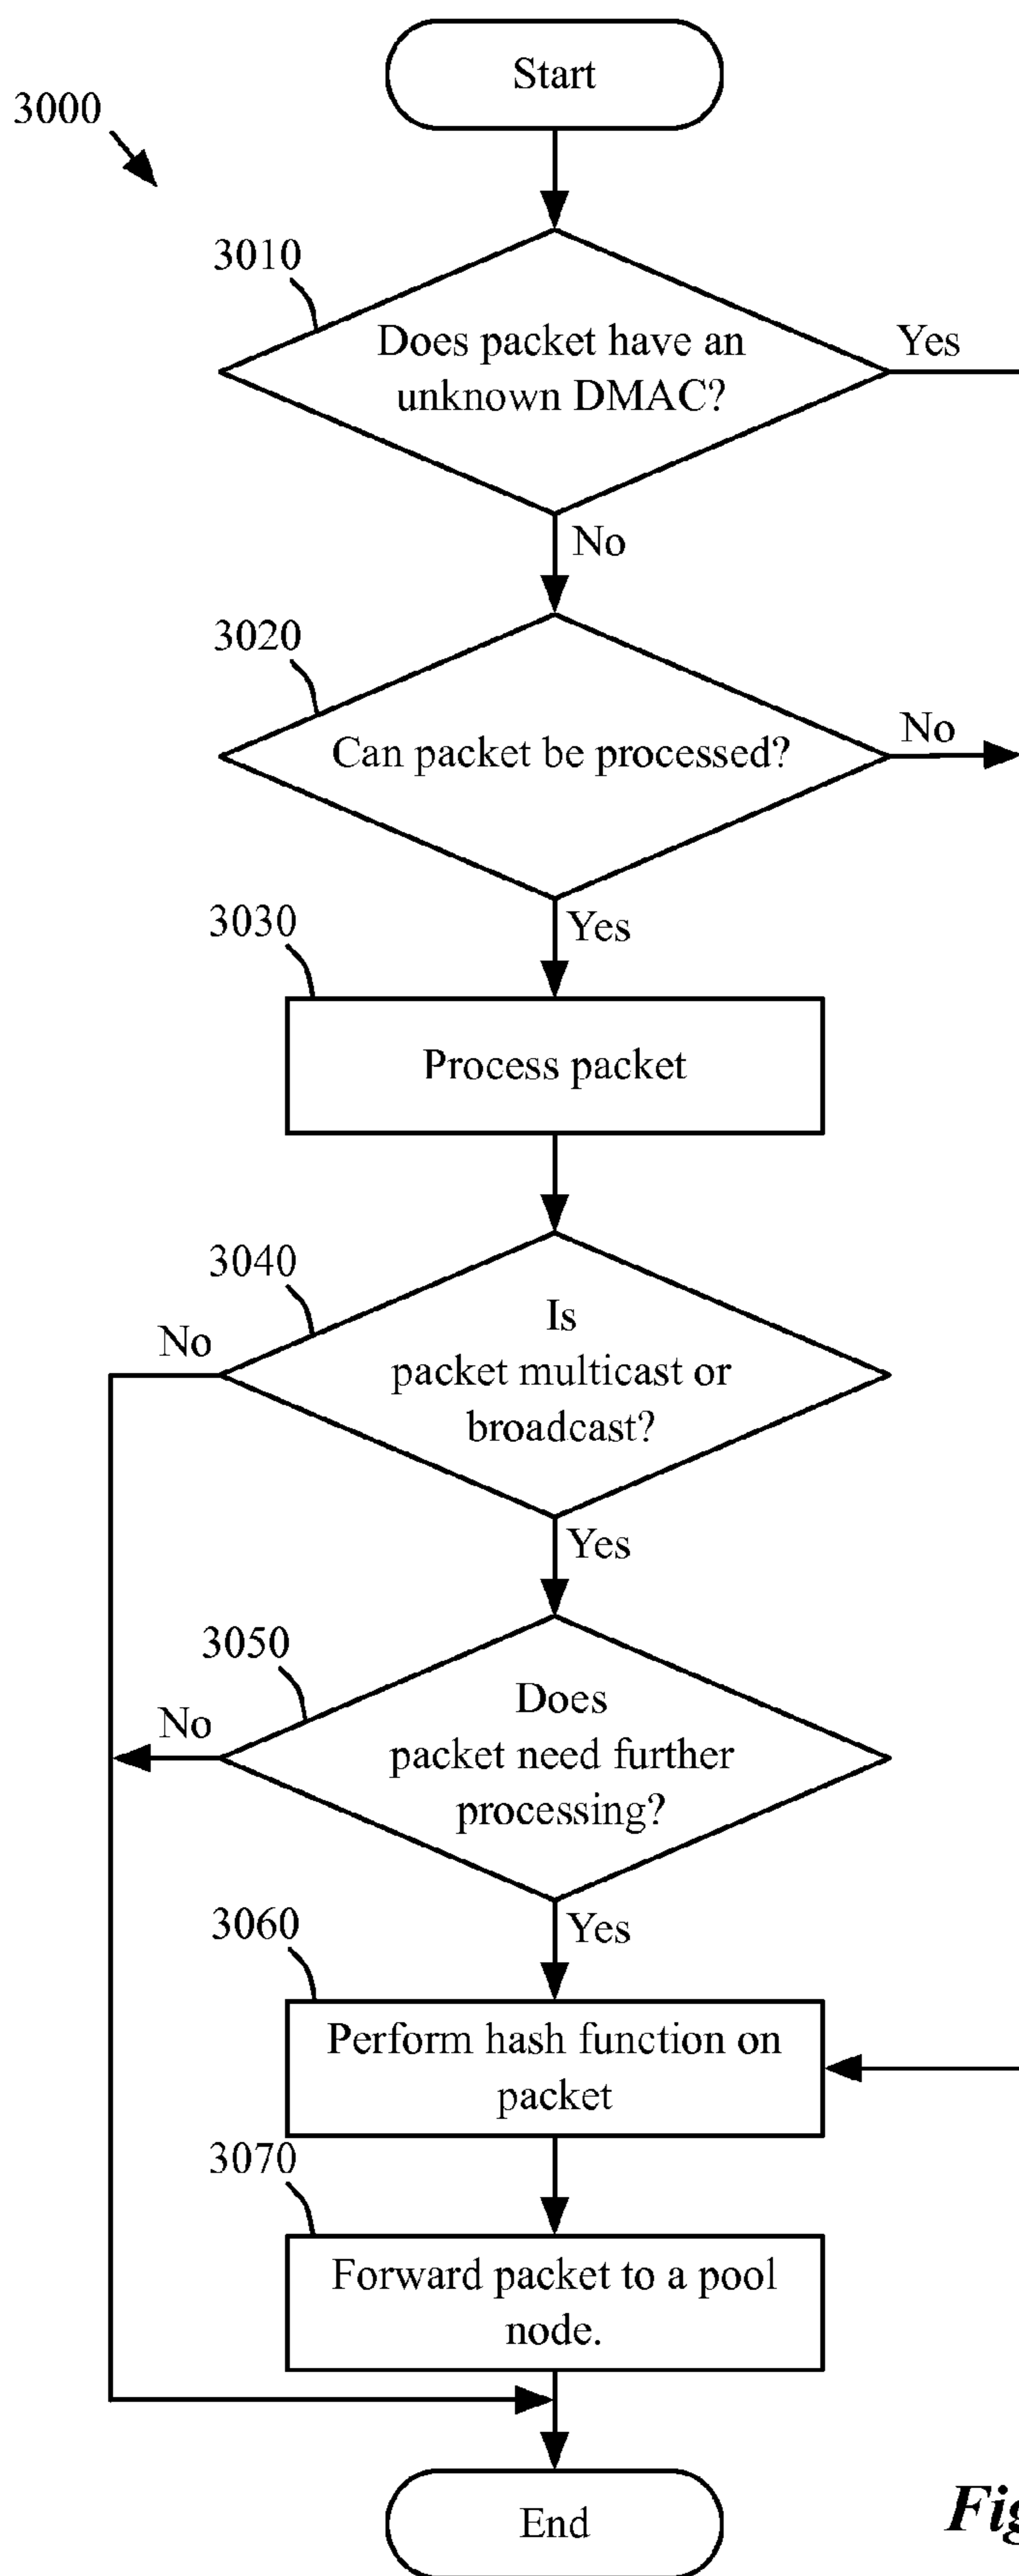 Start
3000
3010
Does packet have an
unknown DMAC?
Yes
No
3020
Can packet be processed?
No
Yes
3030
Process packet
3040
Is
packet multicast or
broadcast?
No
Yes
3050
Does
packet need further
processing?
No
Yes
3060
Perform hash function on
packet
3070
Forward packet to a pool
node.
End